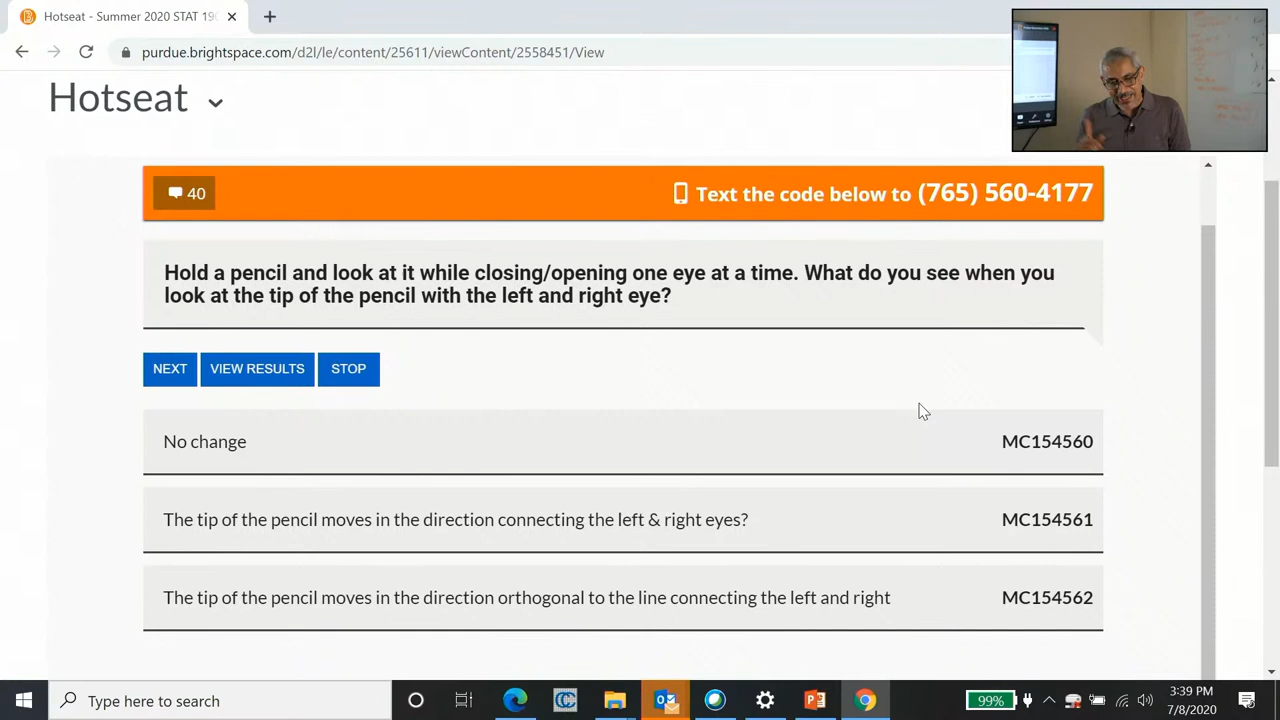 Hotseat - Summer 2020 STAT 190
purdue.brightspace.com/d2l/le/content/25611/viewContent/2558451/View
Hotseat
40
Text the code below to (765) 560-4177
Hold a pencil and look at it while closing/opening one eye at a time. What do you see when you
look at the tip of the pencil with the left and right eye?
NEXT VIEW RESULTS STOP
No change MC154560
The tip of the pencil moves in the direction connecting the left & right eyes? MC154561
The tip of the pencil moves in the direction orthogonal to the line connecting the left and right MC154562
Type here to search
99%
3:39 PM
7/8/2020